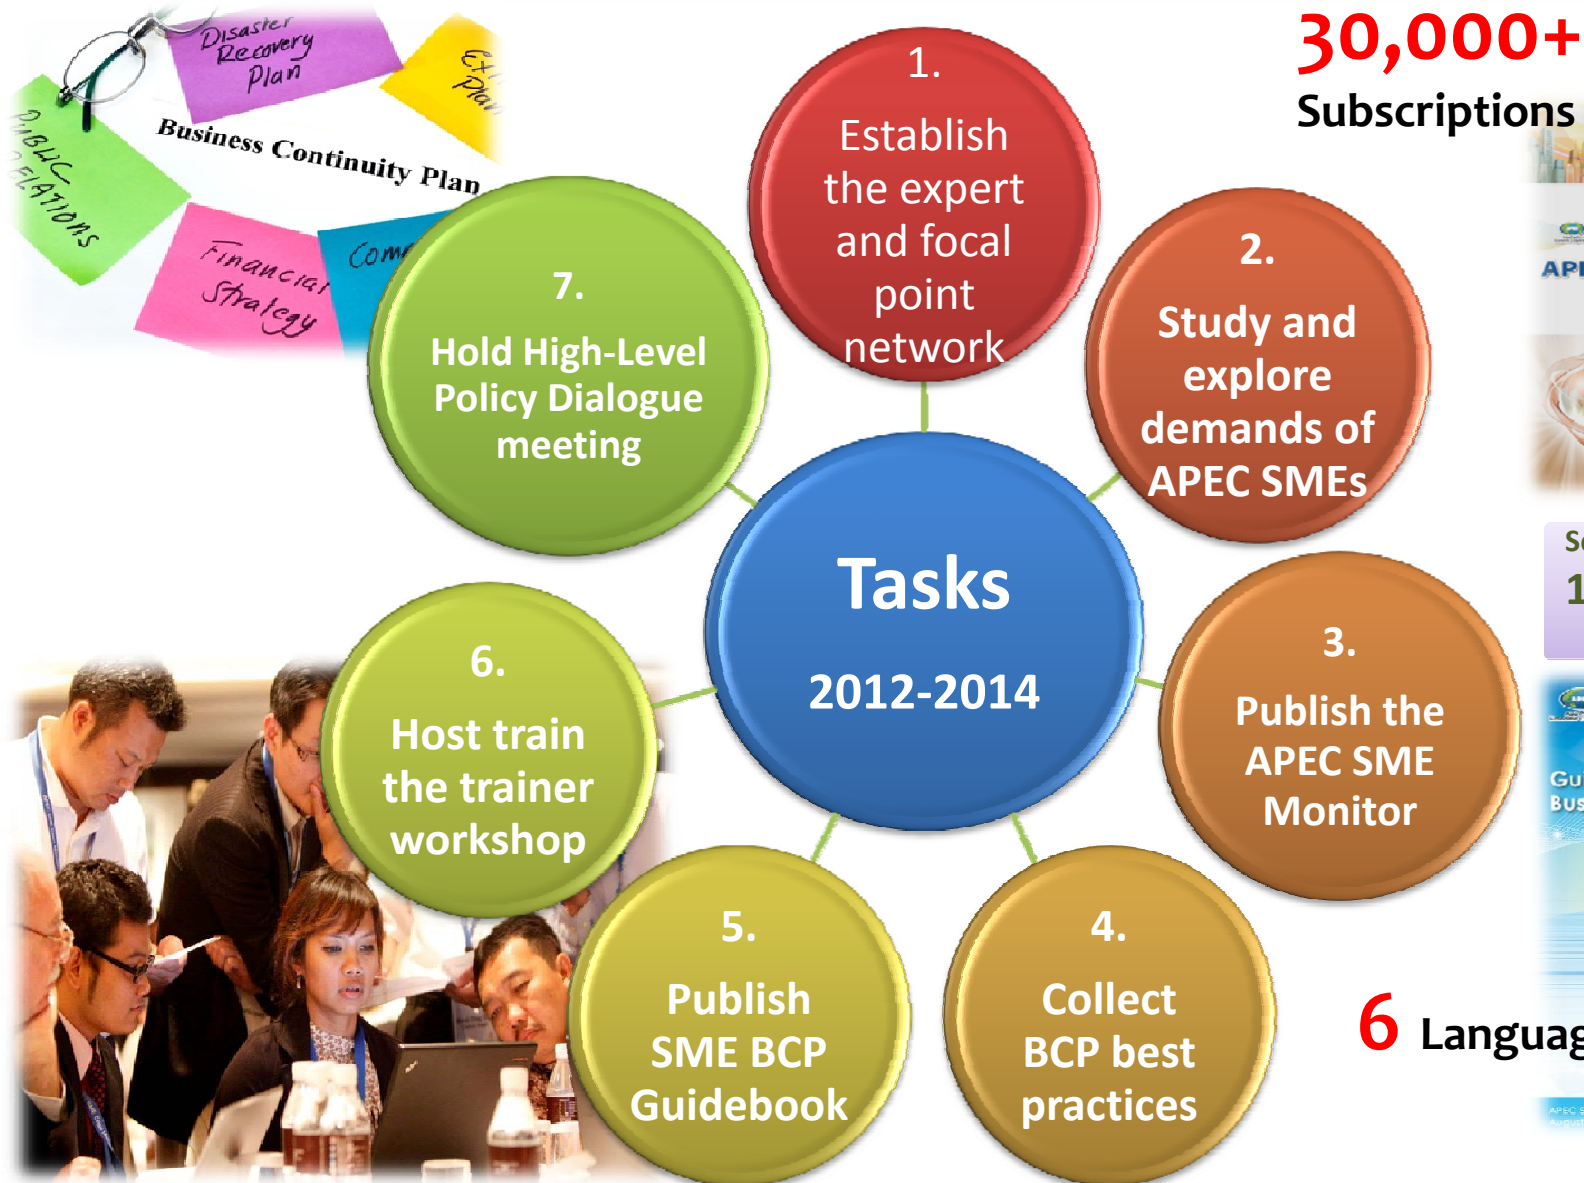 30,000+
Subscriptions
Disaster
Recovery
Plan
Plan
PUBLIC
Business Continuity Plan
Financial
Strategy
1.
Establish
the expert
and focal
point
network
2.
Study and
explore
demands of
APEC SMEs
3.
Publish the
APEC SME
Monitor
4.
Collect
BCP best
practices
5.
Publish
SME BCP
Guidebook
6.
Host train
the trainer
workshop
7.
Hold High-Level
Policy Dialogue
meeting
Tasks
2012-2014
6 Languag